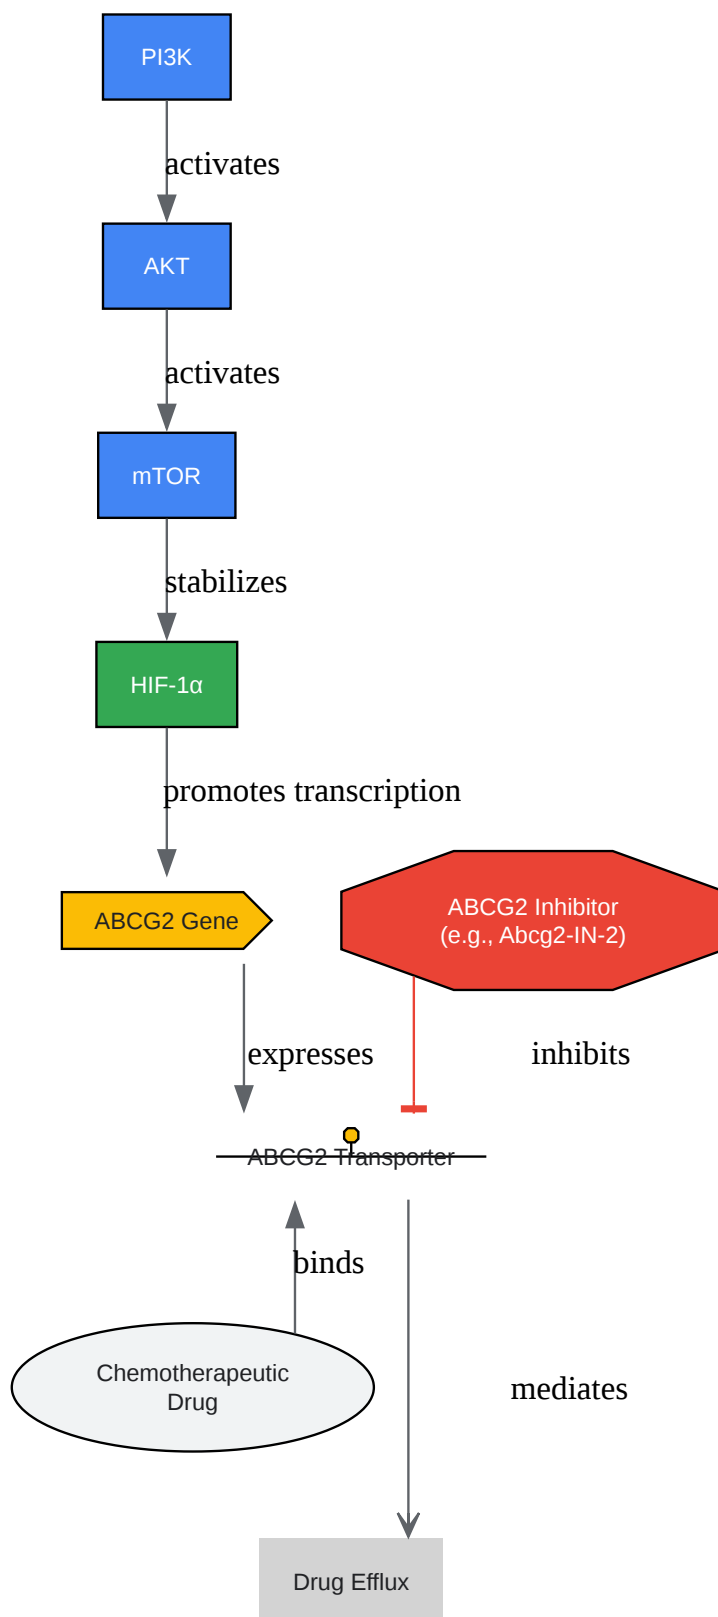 PI3K
activates
AKT
activates
mTOR
stabilizes
HIF-1α
promotes transcription
ABCG2 Gene
ABCG2 Inhibitor
(e.g., Abcg2-IN-2)
expresses
inhibits
ABCG2 Transporter
binds
Chemotherapeutic
Drug
mediates
Drug Efflux